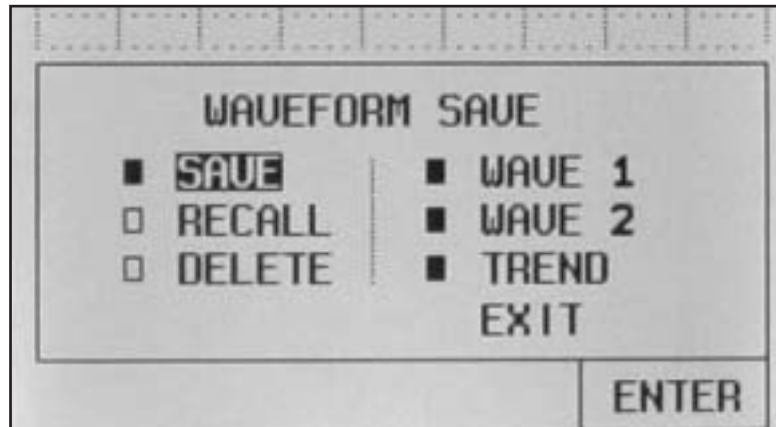 WAVEFORM SAVE
SAVE
RECALL
DELETE
WAVE 1
WAVE 2
TREND
EXIT
ENTER